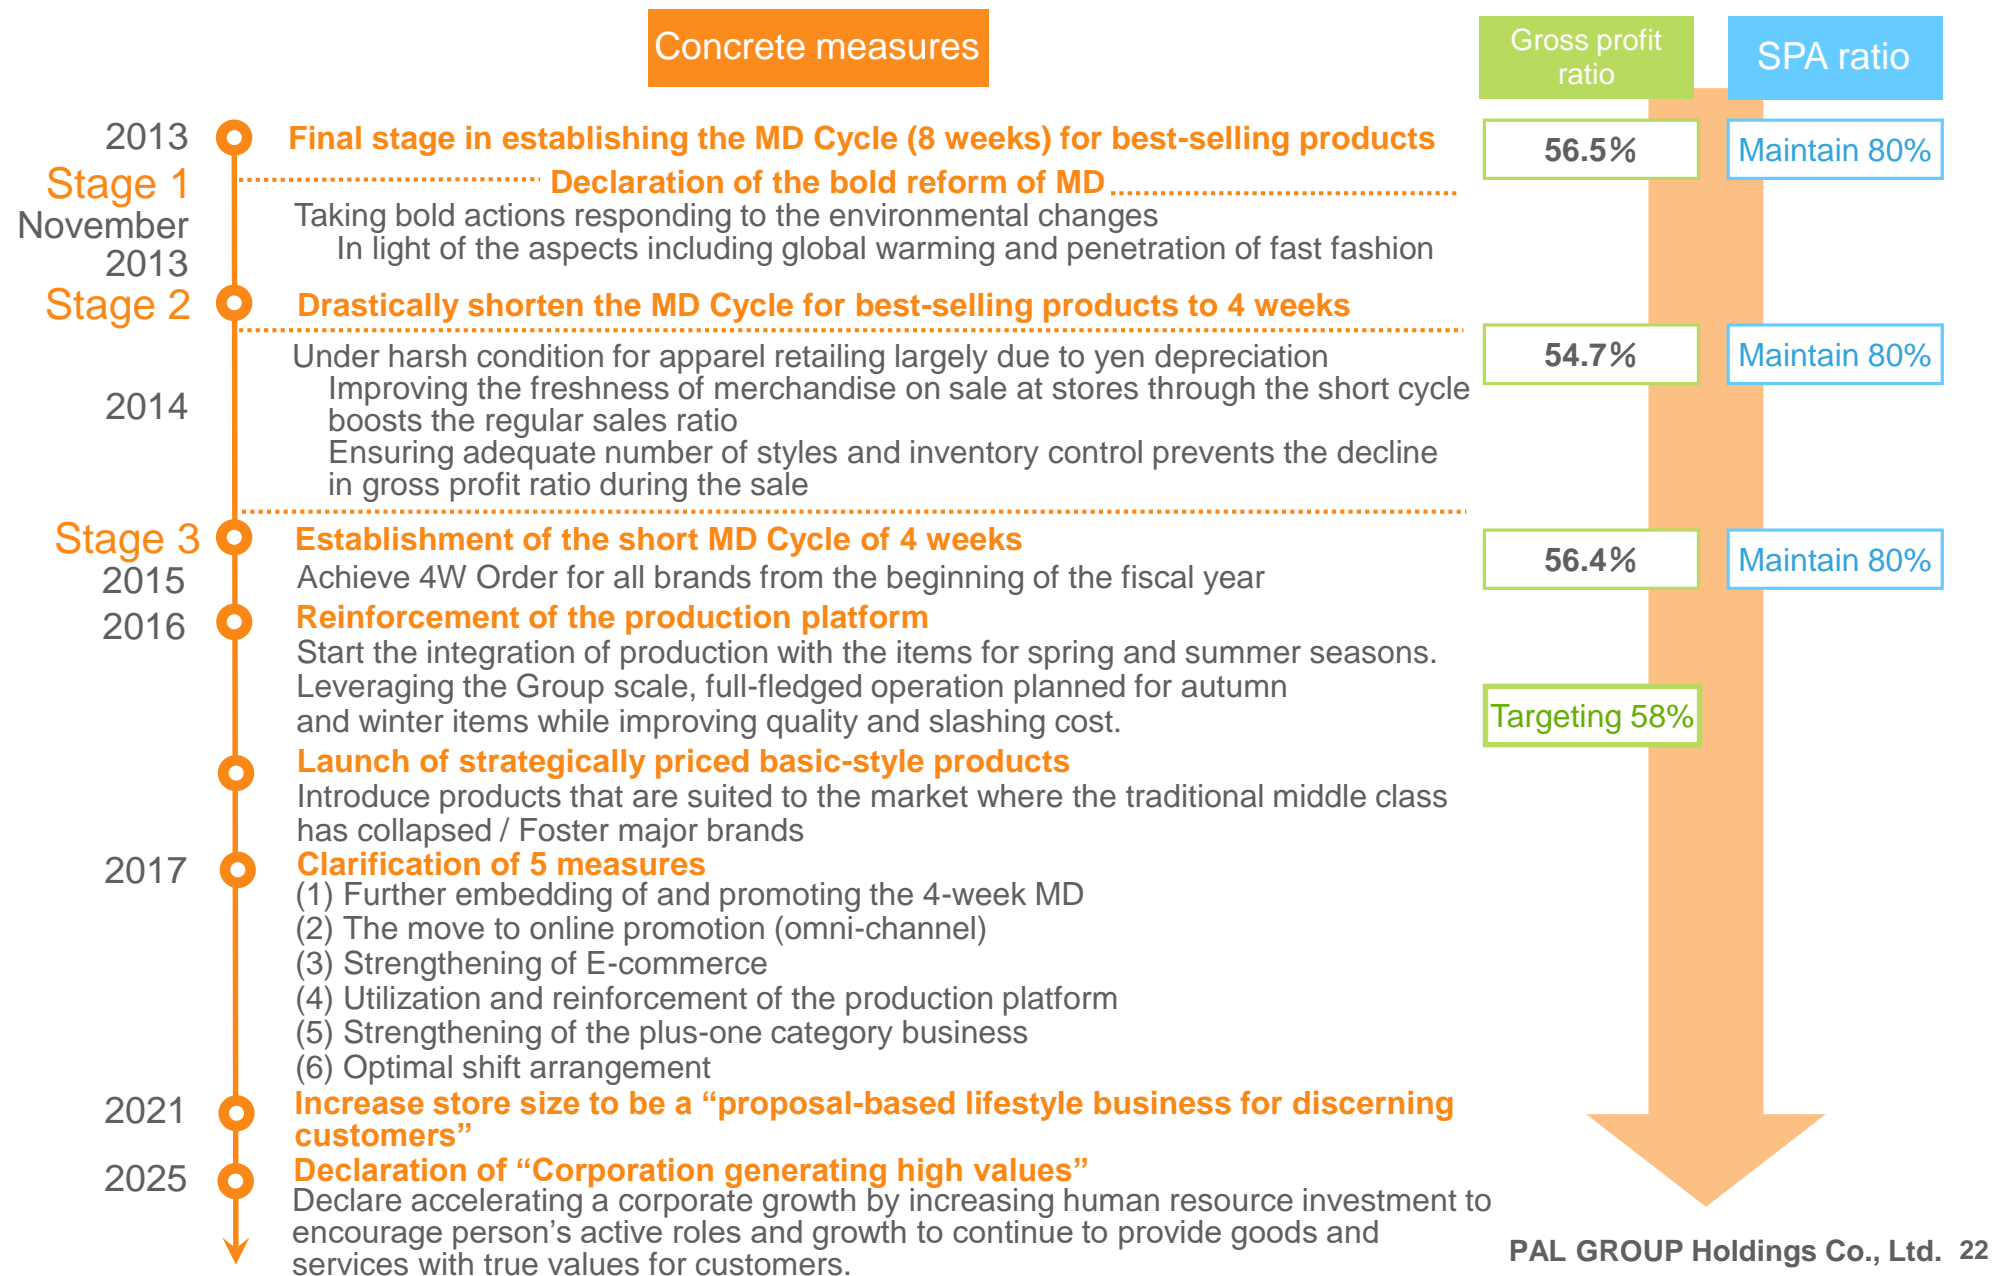 Concrete measures
Gross profit
ratio
SPA ratio
2013
Final stage in establishing the MD Cycle (8 weeks) for best-selling products
56.5%
Maintain 80%
Stage 1
Declaration of the bold reform of MD
November
2013
Taking bold actions responding to the environmental changes
In light of the aspects including global warming and penetration of fast fashion
Stage 2
Drastically shorten the MD Cycle for best-selling products to 4 weeks
54.7%
Maintain 80%
2014
Under harsh condition for apparel retailing largely due to yen depreciation
Improving the freshness of merchandise on sale at stores through the short cycle
boosts the regular sales ratio
Ensuring adequate number of styles and inventory control prevents the decline
in gross profit ratio during the sale
Stage 3
Establishment of the short MD Cycle of 4 weeks
56.4%
Maintain 80%
2015
Achieve 4W Order for all brands from the beginning of the fiscal year
2016
Reinforcement of the production platform
Start the integration of production with the items for spring and summer seasons.
Leveraging the Group scale, full-fledged operation planned for autumn
and winter items while improving quality and slashing cost.
Targeting 58%
Launch of strategically priced basic-style products
Introduce products that are suited to the market where the traditional middle class
has collapsed / Foster major brands
2017
Clarification of 5 measures
(1) Further embedding of and promoting the 4-week MD
(2) The move to online promotion (omni-channel)
(3) Strengthening of E-commerce
(4) Utilization and reinforcement of the production platform
(5) Strengthening of the plus-one category business
(6) Optimal shift arrangement
2021
Increase store size to be a “proposal-based lifestyle business for discerning
customers”
2025
Declaration of “Corporation generating high values”
Declare accelerating a corporate growth by increasing human resource investment to
encourage person’s active roles and growth to continue to provide goods and
services with true values for customers.
PAL GROUP Holdings Co., Ltd. 22